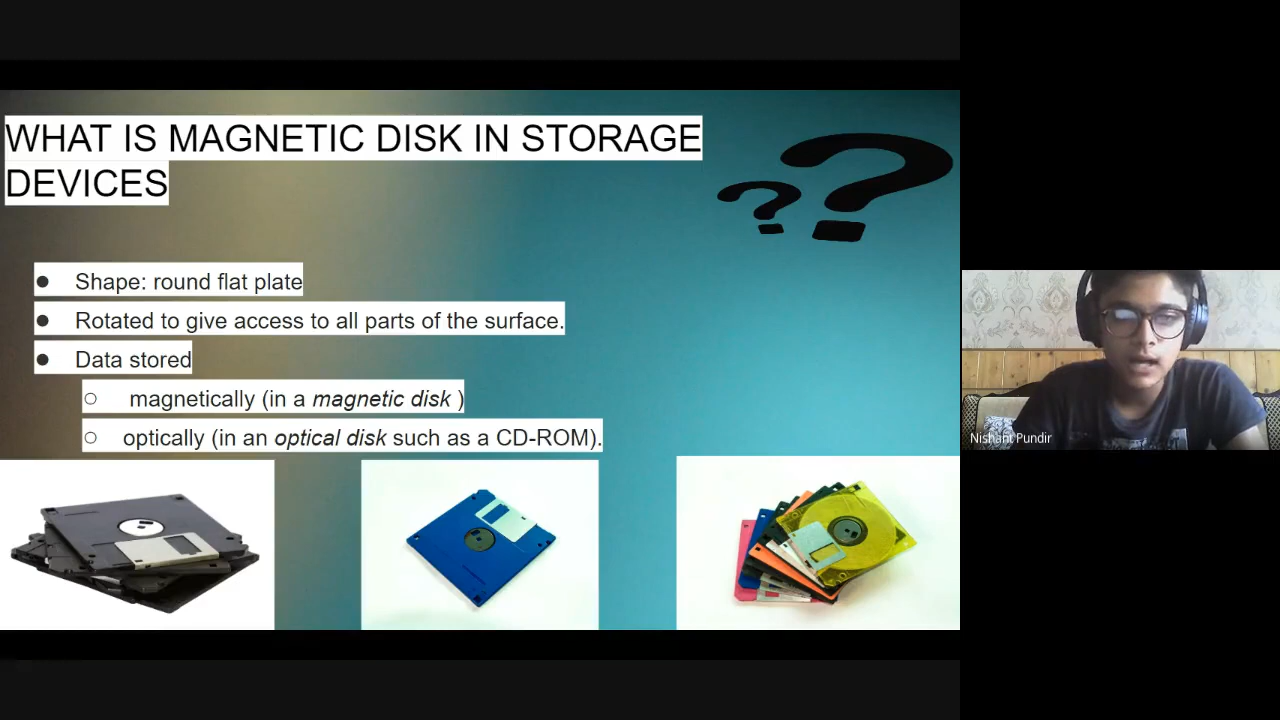 WHAT IS MAGNETIC DISK IN STORAGE
DEVICES
● Shape: round flat plate
● Rotated to give access to all parts of the surface.
● Data stored
○ magnetically (in a magnetic disk )
○ optically (in an optical disk such as a CD-ROM).
Nishant Pundir